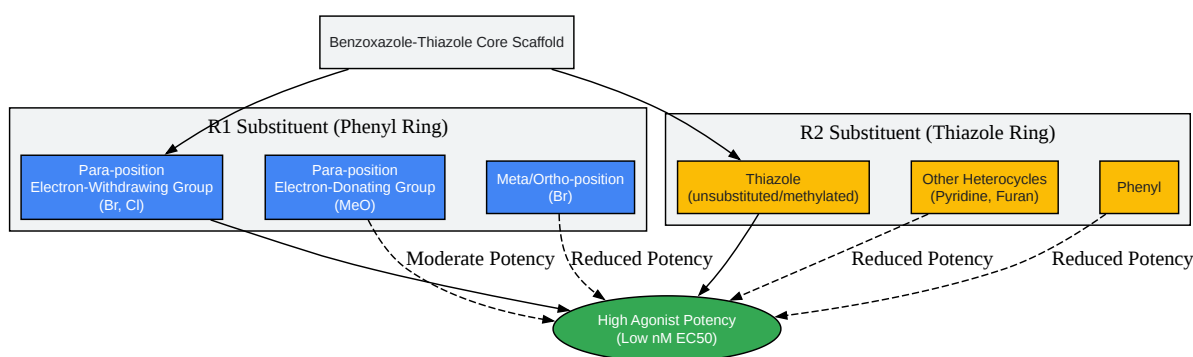 Benzoxazole-Thiazole Core Scaffold
R1 Substituent (Phenyl Ring)
Para-position
Electron-Withdrawing Group
(Br, Cl)
Para-position
Electron-Donating Group
(MeO)
Meta/Ortho-position
(Br)
R2 Substituent (Thiazole Ring)
Thiazole
(unsubstituted/methylated)
Other Heterocycles
(Pyridine, Furan)
Phenyl
Moderate Potency
Reduced Potency
Reduced Potency
Reduced Potency
High Agonist Potency
(Low nM EC50)